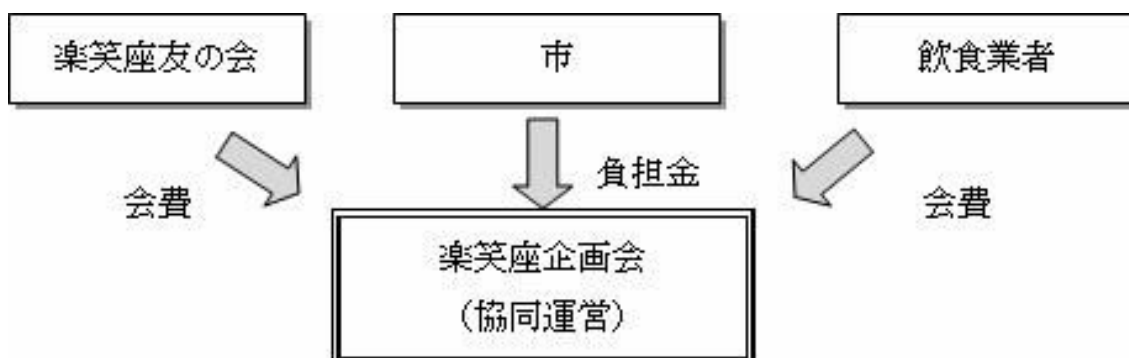 楽笑座友の会
市
飲食業者
会費
負担金
会費
楽笑座企画会
（協同運営）